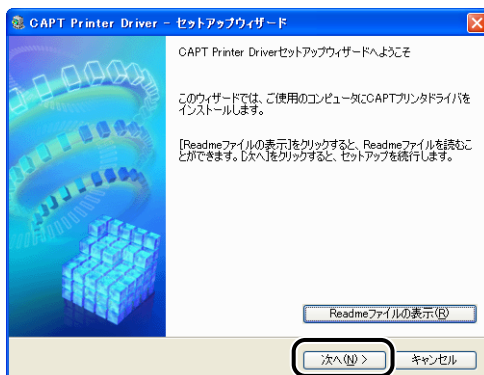 CAPT Printer Driver - セットアップウィザード
CAPT Printer Driverセットアップウィザードへようこそ
このウィザードでは、ご使用のコンピュータにCAPTプリンタドライバを
インストールします。
[Readmeファイルの表示]をクリックすると、Readmeファイルを読むこ
とができます。[次へ]をクリックすると、セットアップを続行します。
Readmeファイルの表示(R)
次へ(N) >
キャンセル